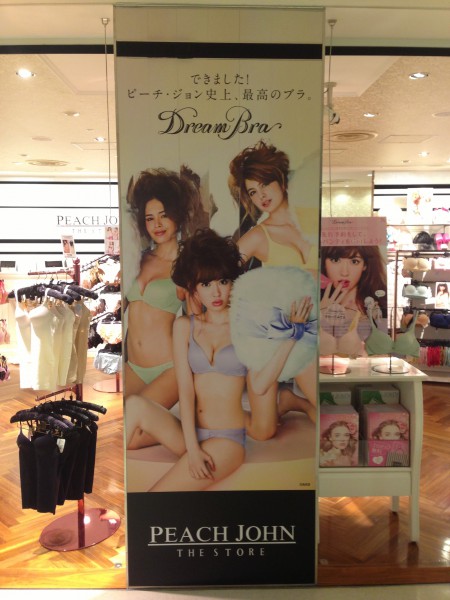 できました!
ピーチ・ジョン史上、最高のブラ。
Dream Bra
PEACH JOHN
THE STORE
PEACH JOHN
THE STORE